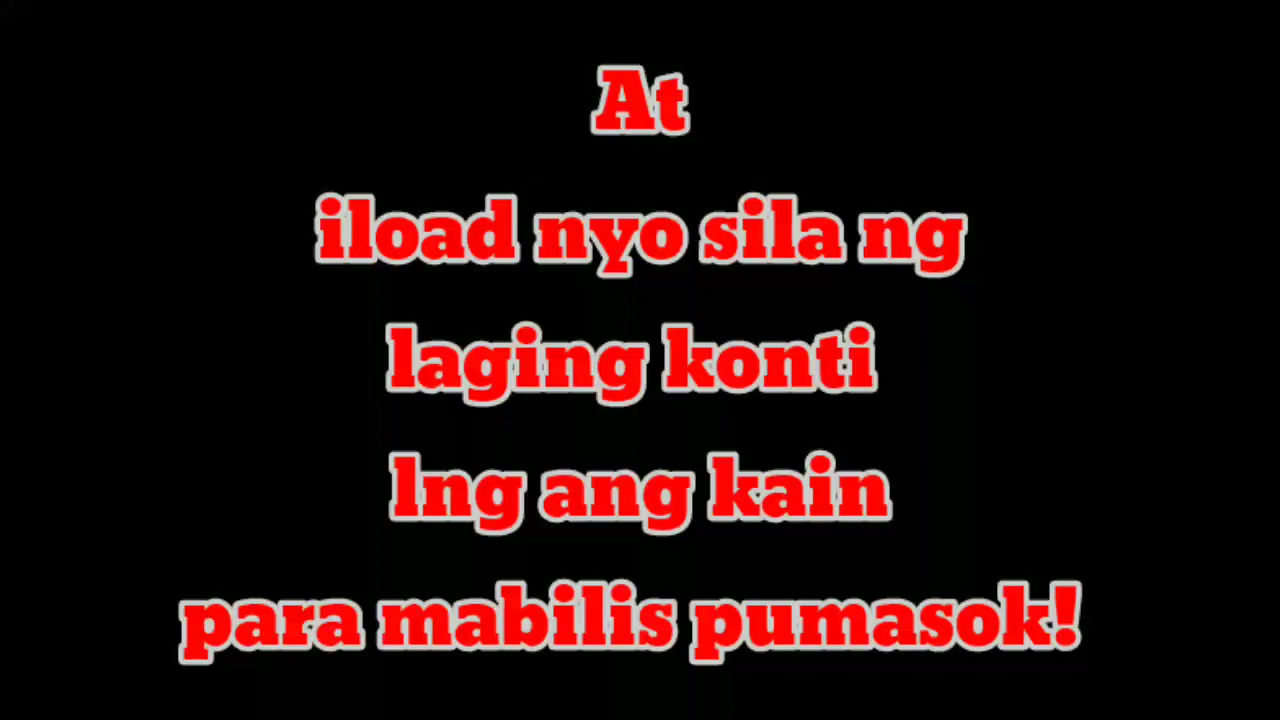 At
iload nyo sila ng
laging konti
lng ang kain
para mabilis pumasok!